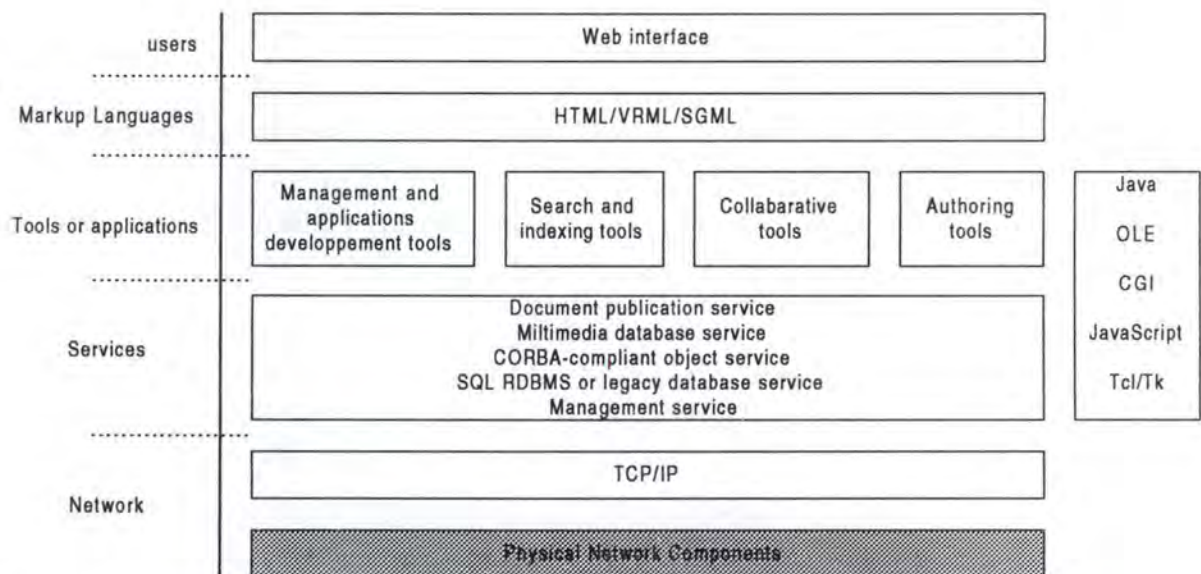 users
Web interface
Markup Languages
HTML/VRML/SGML
Tools or applications
Management and
applications
developpement tools
Search and
indexing tools
Collabarative
tools
Authoring
tools
Java
OLE
CGI
JavaScript
Tcl/Tk
Services
Document publication service
Miltimedia database service
CORBA-compliant object service
SQL RDBMS or legacy database service
Management service
Network
TCP/IP
Physical Network Components